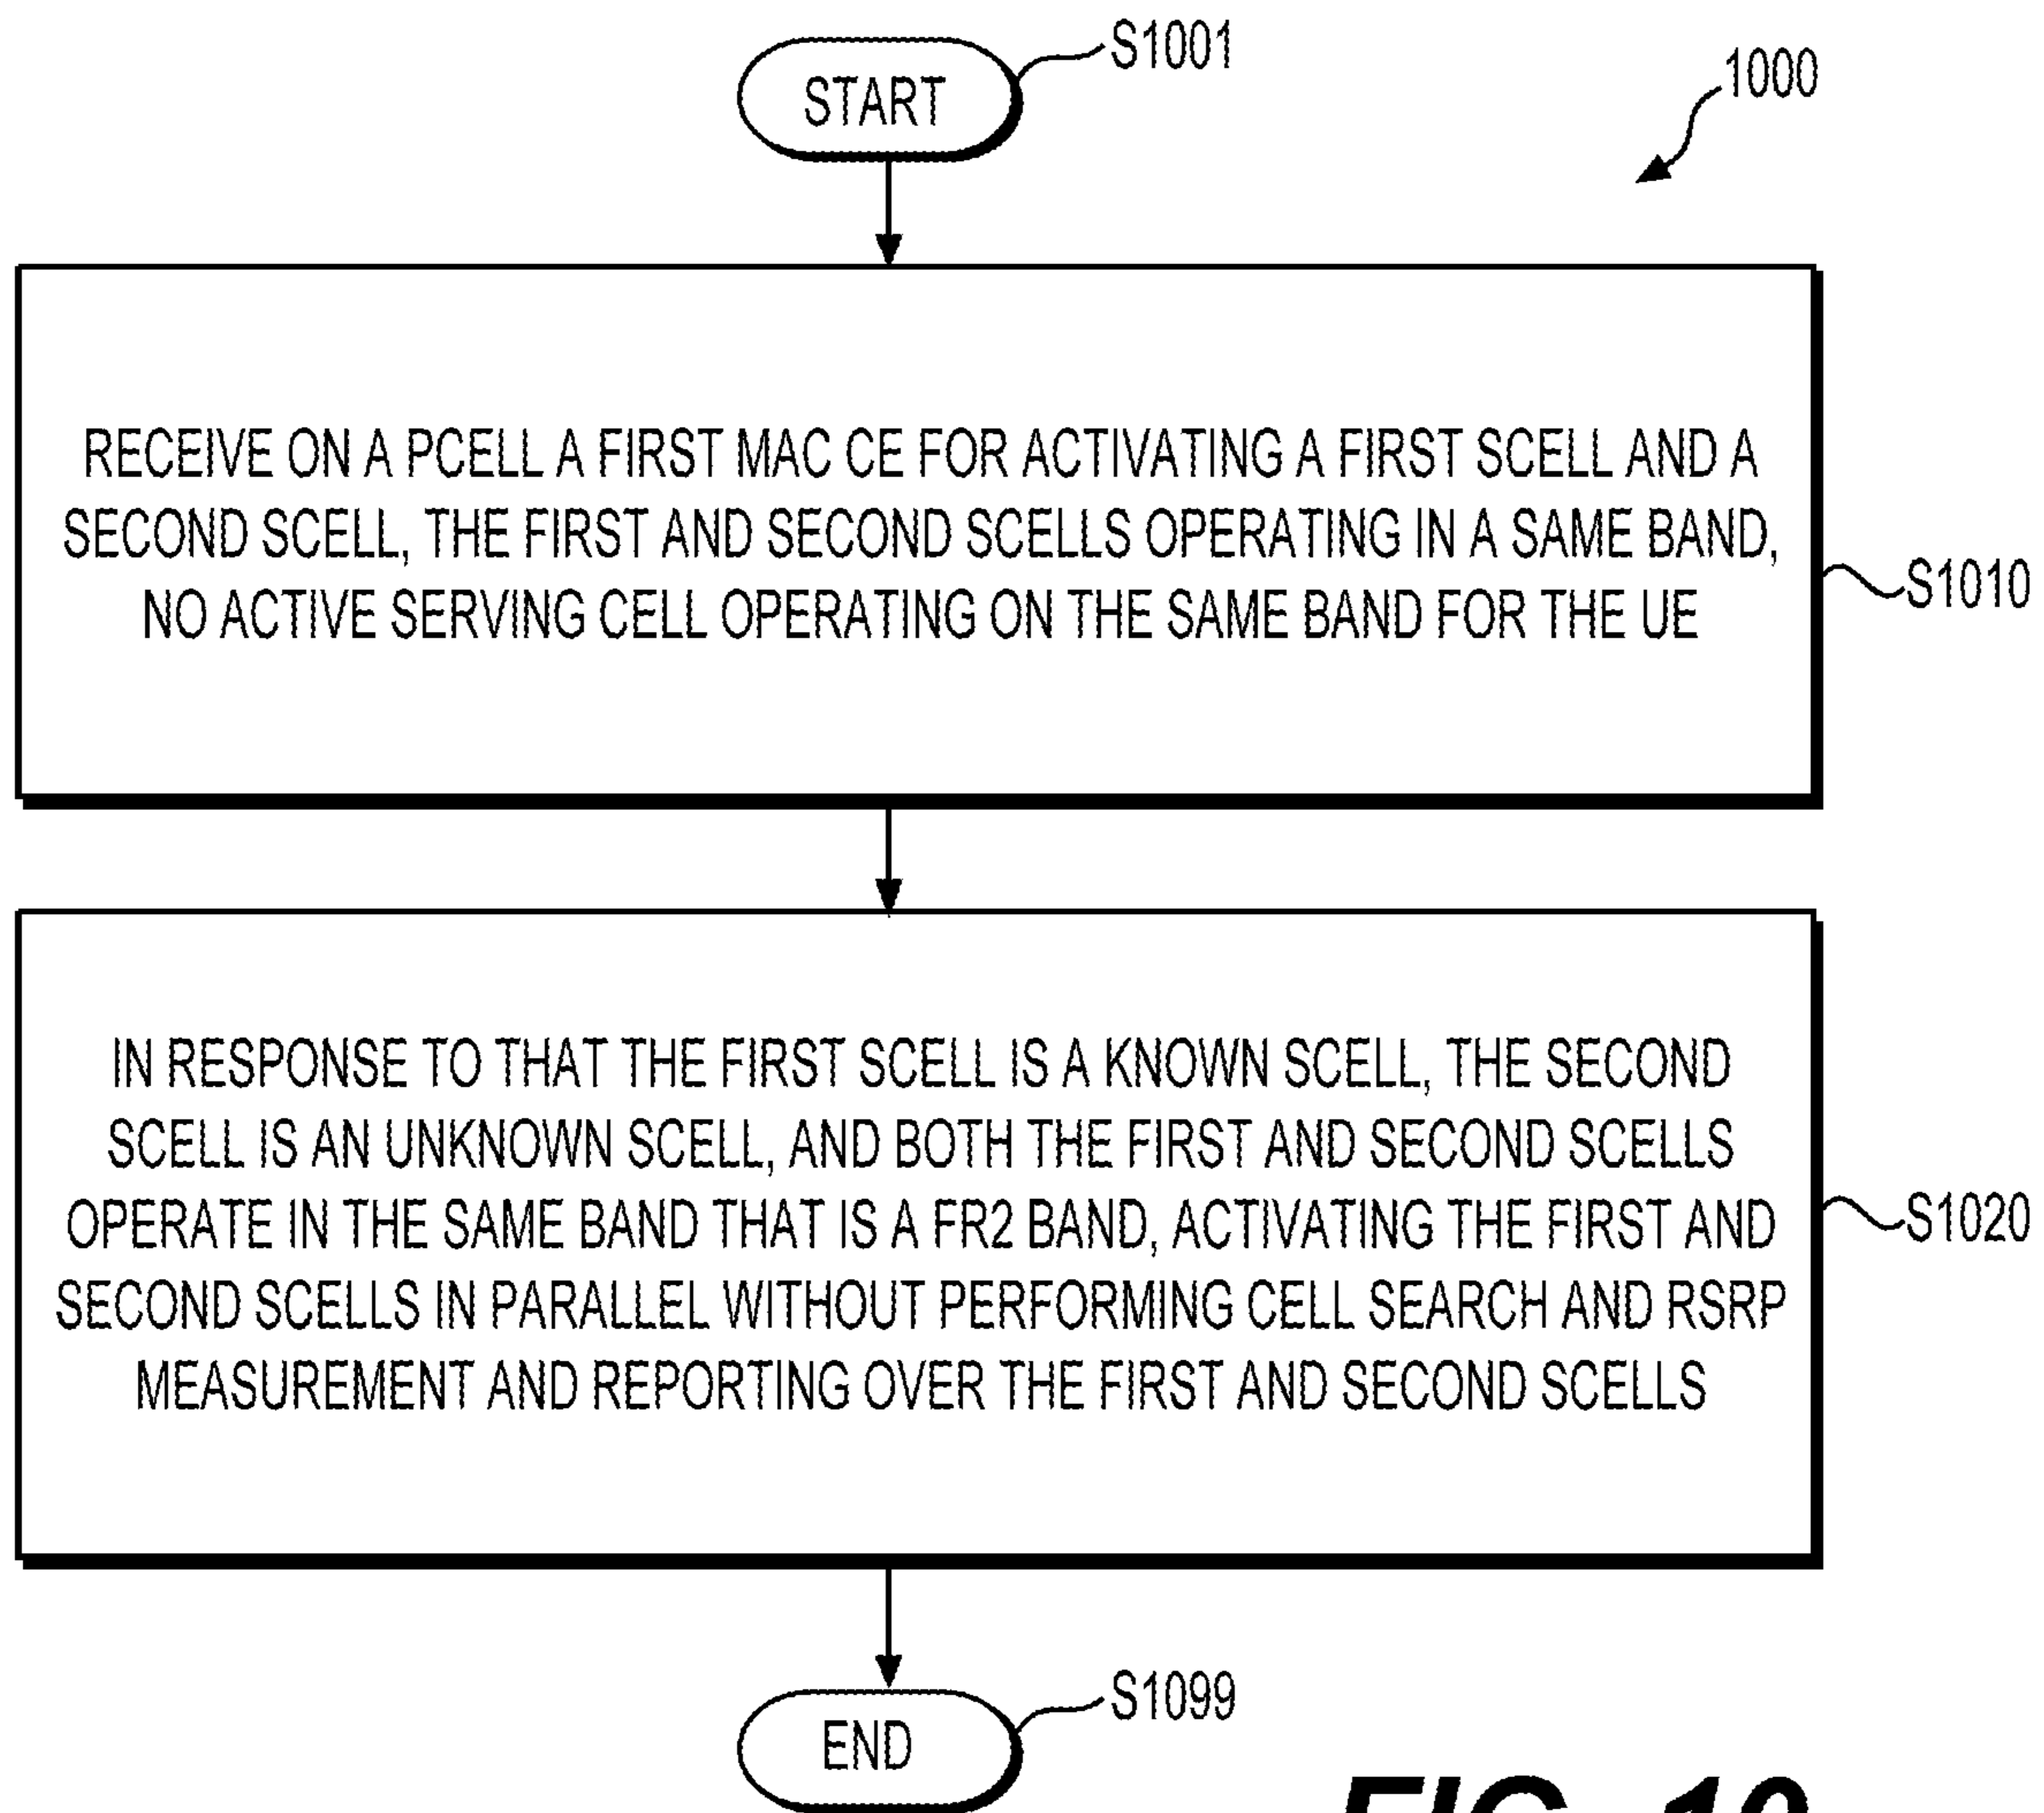 START
S1001
1000
RECEIVE ON A PCELL A FIRST MAC CE FOR ACTIVATING A FIRST SCELL AND A
SECOND SCELL, THE FIRST AND SECOND SCELLS OPERATING IN A SAME BAND,
NO ACTIVE SERVING CELL OPERATING ON THE SAME BAND FOR THE UE
S1010
IN RESPONSE TO THAT THE FIRST SCELL IS A KNOWN SCELL, THE SECOND
SCELL IS AN UNKNOWN SCELL, AND BOTH THE FIRST AND SECOND SCELLS
OPERATE IN THE SAME BAND THAT IS A FR2 BAND, ACTIVATING THE FIRST AND
SECOND SCELLS IN PARALLEL WITHOUT PERFORMING CELL SEARCH AND RSRP
MEASUREMENT AND REPORTING OVER THE FIRST AND SECOND SCELLS
S1020
END
S1099
FIG. 10